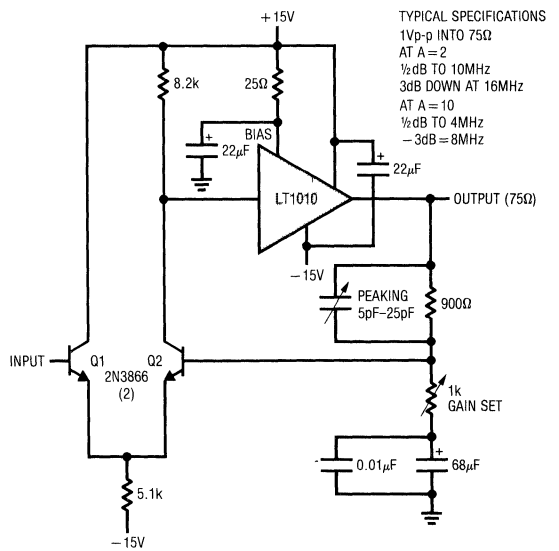 +15V
TYPICAL SPECIFICATIONS
1Vp-p INTO 75Ω
AT A=2
½dB TO 10MHz
3dB DOWN AT 16MHz
AT A=10
½dB TO 4MHz
−3dB=8MHz
8.2k
25Ω
BIAS
+
22μF
+
22μF
LT1010
OUTPUT (75Ω)
−15V
PEAKING
5pF–25pF
900Ω
INPUT
Q1
Q2
2N3866
(2)
1k
GAIN SET
0.01μF
+
68μF
5.1k
−15V